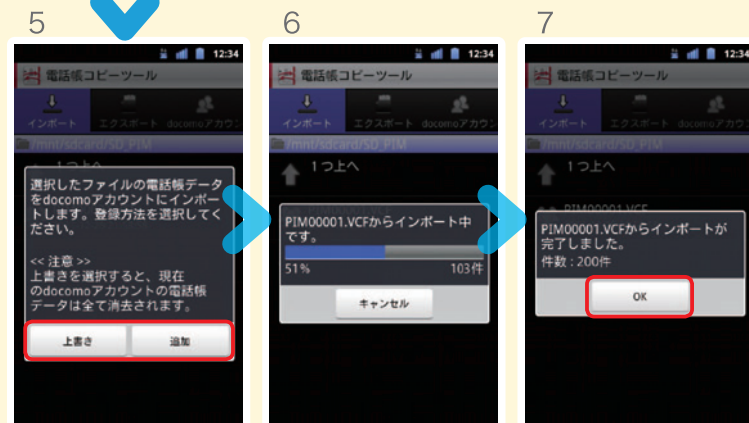 5
12:34
電話帳コピーツール
インポート エクスポート docomoアカウン
/mnt/sdcard/SD_PIM
1つ上へ
選択したファイルの電話帳データ
をdocomoアカウントにインポー
トします。登録方法を選択してく
ださい。
<< 注意 >>
上書きを選択すると、現在
のdocomoアカウントの電話帳
データは全て消去されます。
上書き 追加
6
12:34
電話帳コピーツール
インポート エクスポート docomoアカウン
/mnt/sdcard/SD_PIM
1つ上へ
PIM00001.VCFからインポート中
です。
51% 103件
キャンセル
7
12:34
電話帳コピーツール
インポート エクスポート docomoアカウン
/mnt/sdcard/SD_PIM
1つ上へ
PIM00001.VCF
PIM00001.VCFからインポートが
完了しました。
件数 : 200件
OK